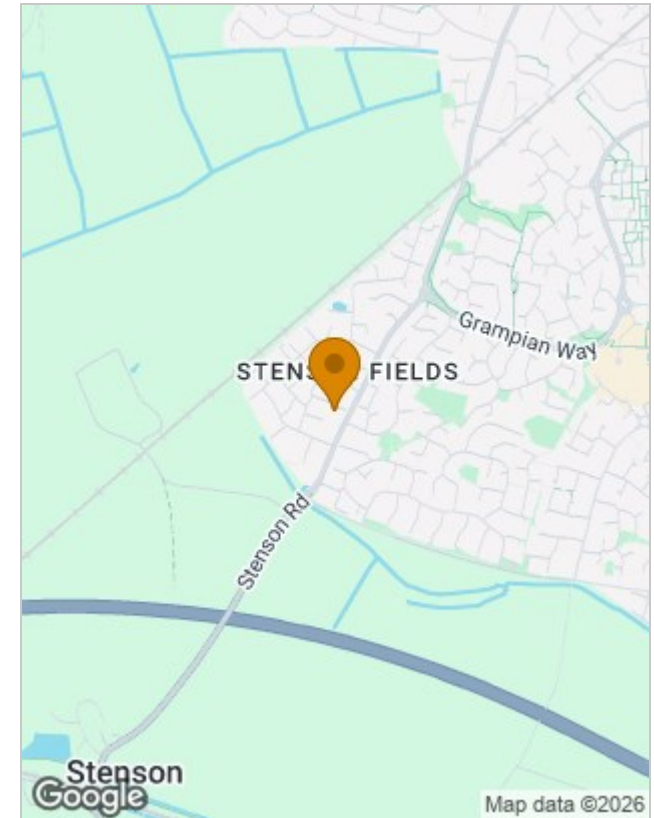 Grampian Way
STENS FIELDS
Stenson Rd
Stenson
Google
Map data ©2026